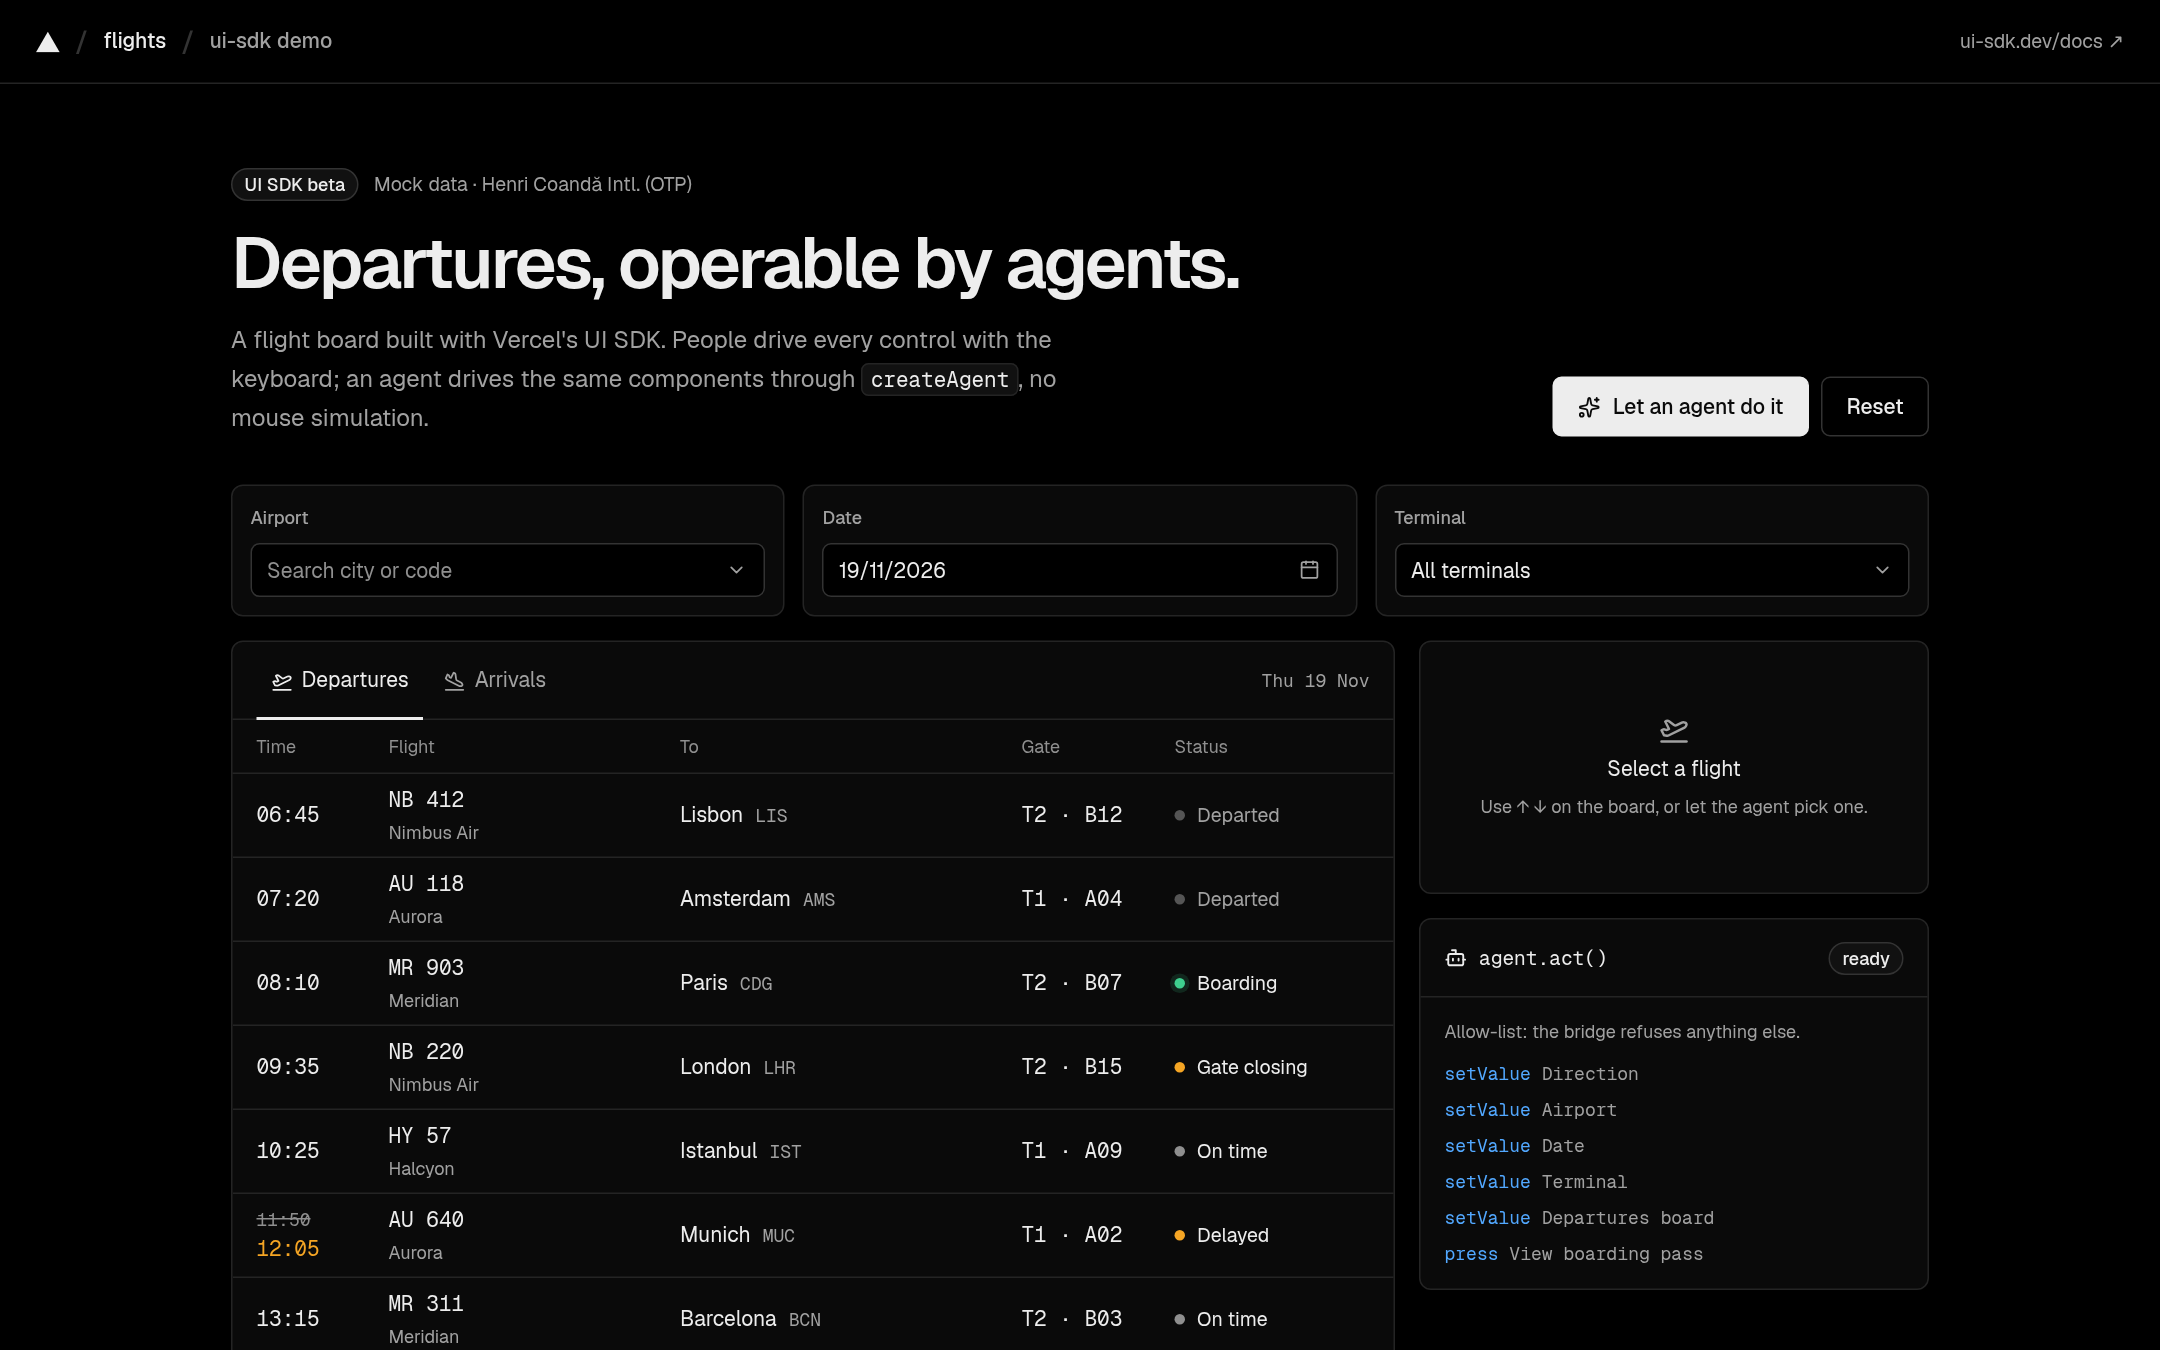 / flights / ui-sdk demo
ui-sdk.dev/docs ↗
UI SDK beta
Mock data · Henri Coandă Intl. (OTP)
Departures, operable by agents.
A flight board built with Vercel's UI SDK. People drive every control with the
keyboard; an agent drives the same components through createAgent, no
mouse simulation.
Let an agent do it
Reset
Airport
Search city or code
Date
19/11/2026
Terminal
All terminals
Departures
Arrivals
Thu 19 Nov
Time Flight To Gate Status
06:45 NB 412 Lisbon LIS T2 · B12 Departed
Nimbus Air
07:20 AU 118 Amsterdam AMS T1 · A04 Departed
Aurora
08:10 MR 903 Paris CDG T2 · B07 Boarding
Meridian
09:35 NB 220 London LHR T2 · B15 Gate closing
Nimbus Air
10:25 HY 57 Istanbul IST T1 · A09 On time
Halcyon
11:50 AU 640 Munich MUC T1 · A02 Delayed
12:05 Aurora
13:15 MR 311 Barcelona BCN T2 · B03 On time
Meridian
Select a flight
Use ↑ ↓ on the board, or let the agent pick one.
agent.act()
ready
Allow-list: the bridge refuses anything else.
setValue Direction
setValue Airport
setValue Date
setValue Terminal
setValue Departures board
press View boarding pass